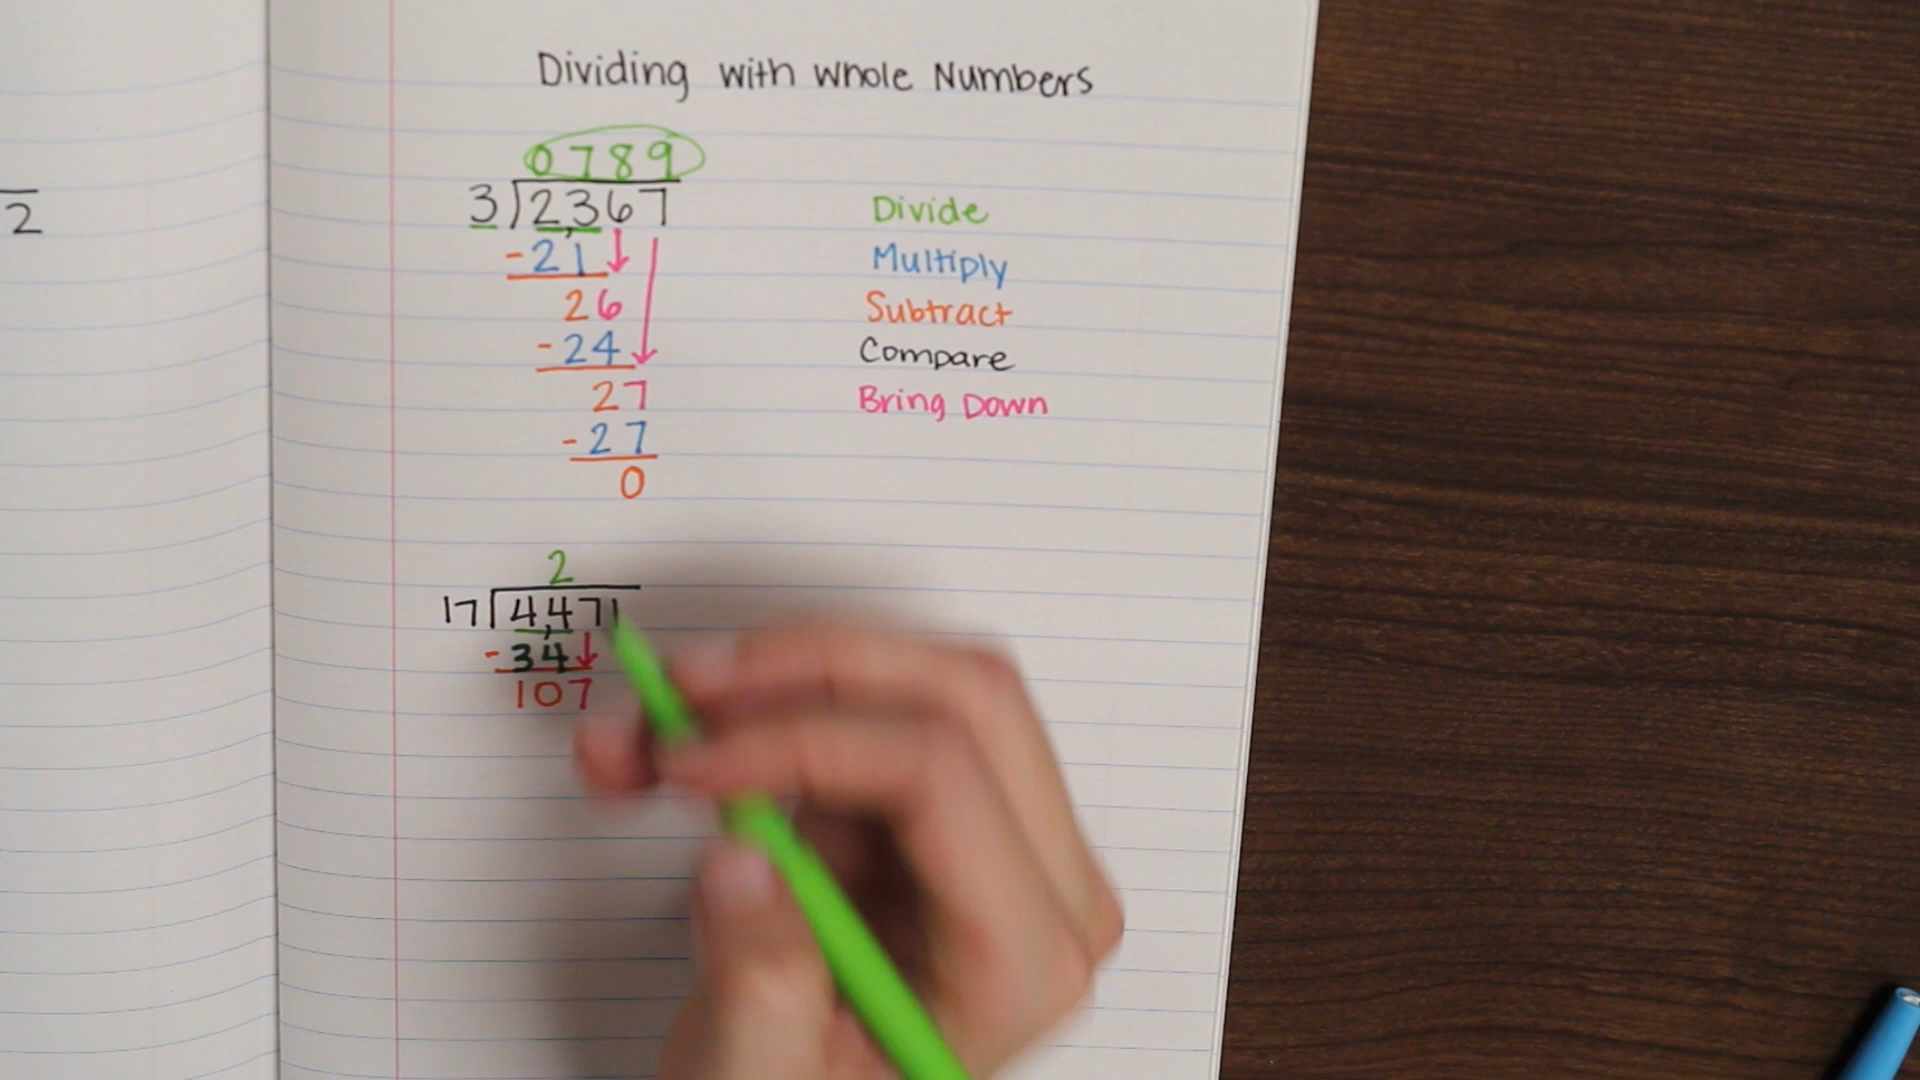 Dividing with Whole Numbers
0789
3)2,367
-21
26
-24
27
-27
0
Divide
Multiply
Subtract
Compare
Bring Down
2
2
17)4,471
-34
107